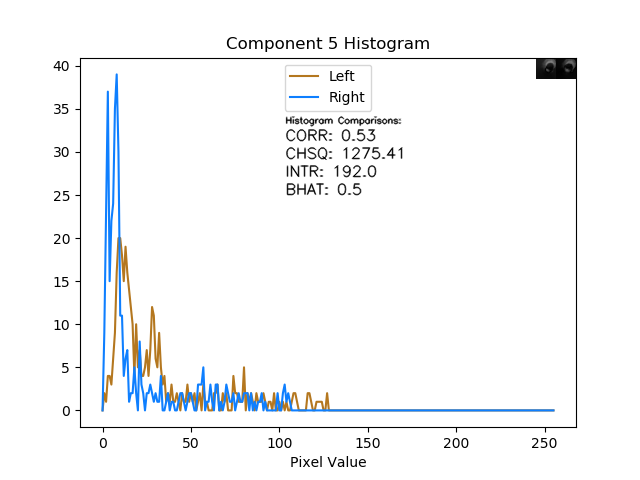 Component 5 Histogram
Left
Right
Histogram Comparisons:
CORR: 0.53
CHSQ: 1275.41
INTR: 192.0
BHAT: 0.5
40
35
30
25
20
15
10
5
0
0 50 100 150 200 250
Pixel Value